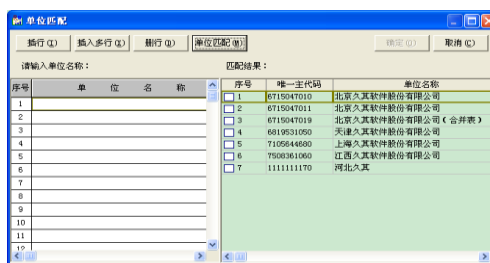 单位匹配
插行(I) 插入多行(X) 删行(D) 单位匹配(M) 确定(O) 取消(C)
请输入单位名称： 匹配结果：
序号 单位名称 序号 唯一主代码 单位名称
1 1 6715047010 北京久其软件股份有限公司
2 2 6715047011 北京久其软件股份有限公司
3 3 6715047019 北京久其软件股份有限公司(合并表)
4 4 6819531050 天津久其软件股份有限公司
5 5 7105644680 上海久其软件股份有限公司
6 6 7508361060 江西久其软件股份有限公司
7 7 1111111170 河北久其
8
9
10
11
12